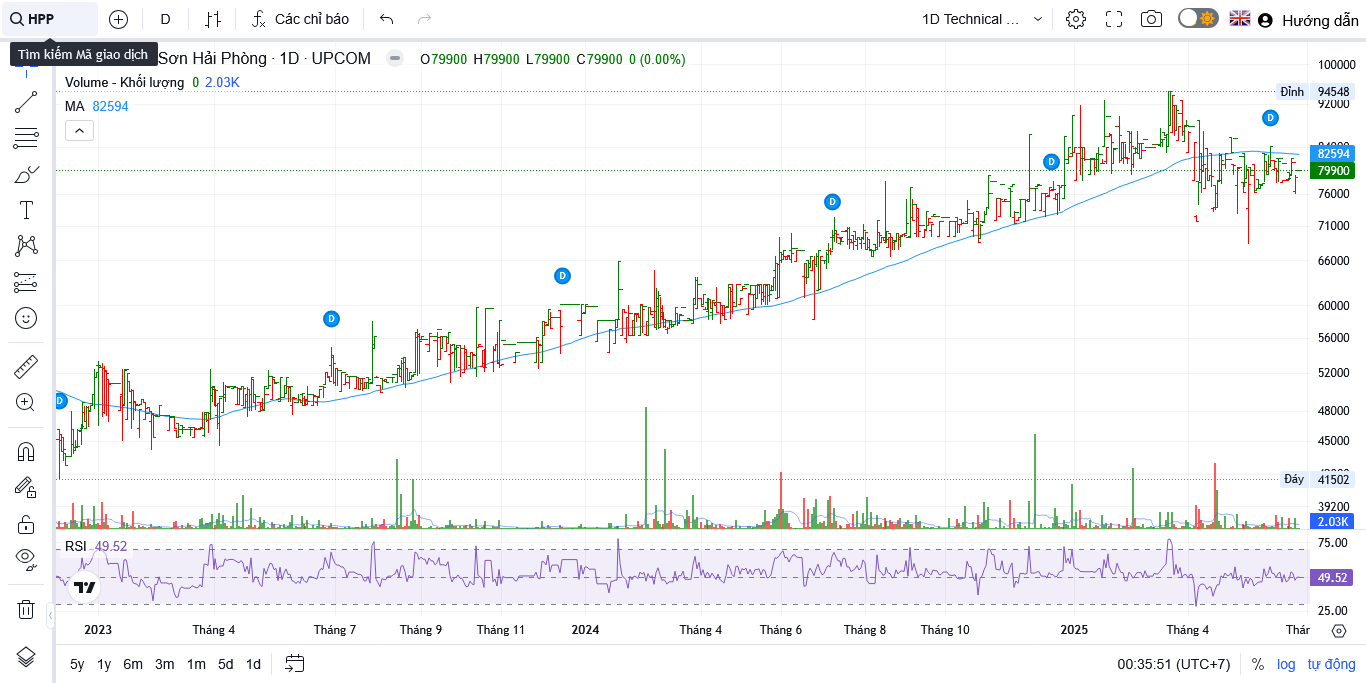 HPP
D
Các chỉ báo
1D Technical ...
Hướng dẫn
Tìm kiếm Mã giao dịch
Sơn Hải Phòng · 1D · UPCOM
O79900 H79900 L79900 C79900 0 (0.00%)
Volume - Khối lượng 0 2.03K
MA 82594
100000
Đỉnh 94548
92000
82594
79900
76000
71000
66000
60000
56000
52000
48000
45000
Đáy 41502
39200
2.03K
D
D
D
D
D
D
RSI 49.52
75.00
49.52
25.00
2023
Tháng 4
Tháng 7
Tháng 9
Tháng 11
2024
Tháng 4
Tháng 6
Tháng 8
Tháng 10
2025
Tháng 4
Thár
5y 1y 6m 3m 1m 5d 1d
00:35:51 (UTC+7)
% log tự động